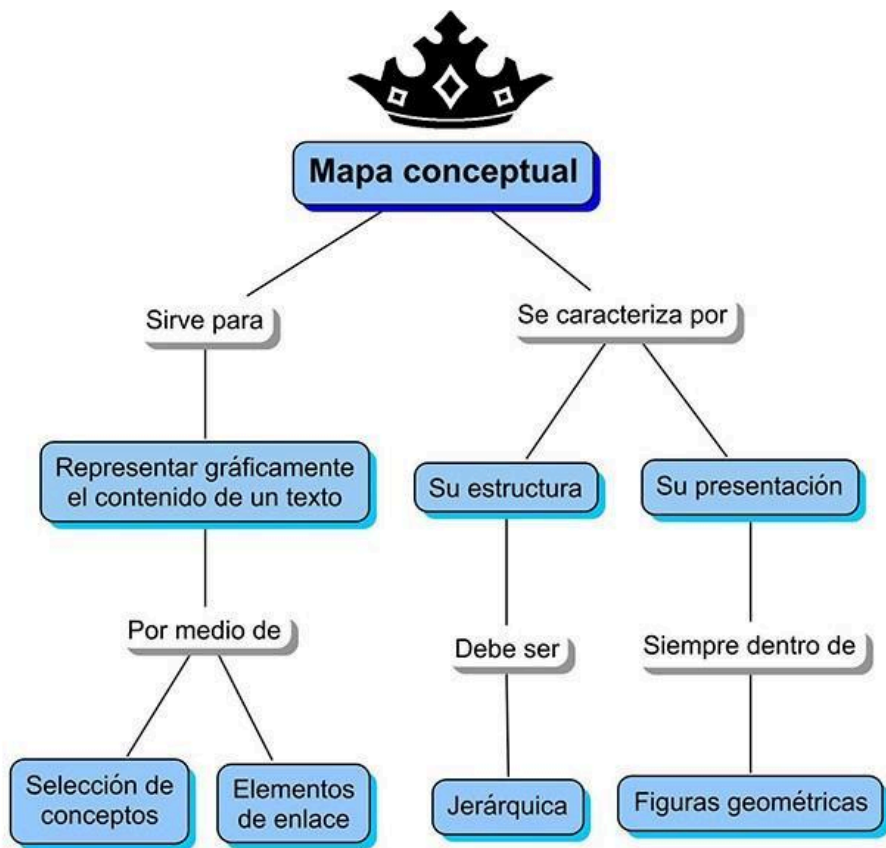 Mapa conceptual
Sirve para
Se caracteriza por
Representar gráficamente
el contenido de un texto
Su estructura
Su presentación
Por medio de
Debe ser
Siempre dentro de
Selección de
conceptos
Elementos
de enlace
Jerárquica
Figuras geométricas